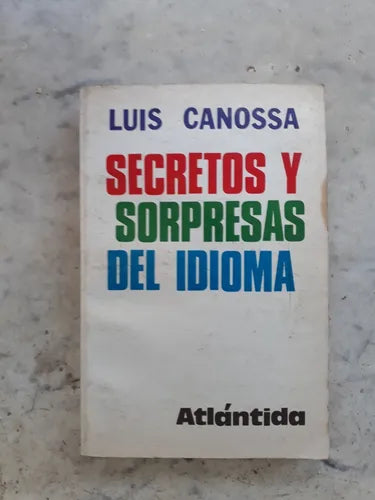 LUIS CANOSSA
SECRETOS Y
SORPRESAS
DEL IDIOMA
Atlántida